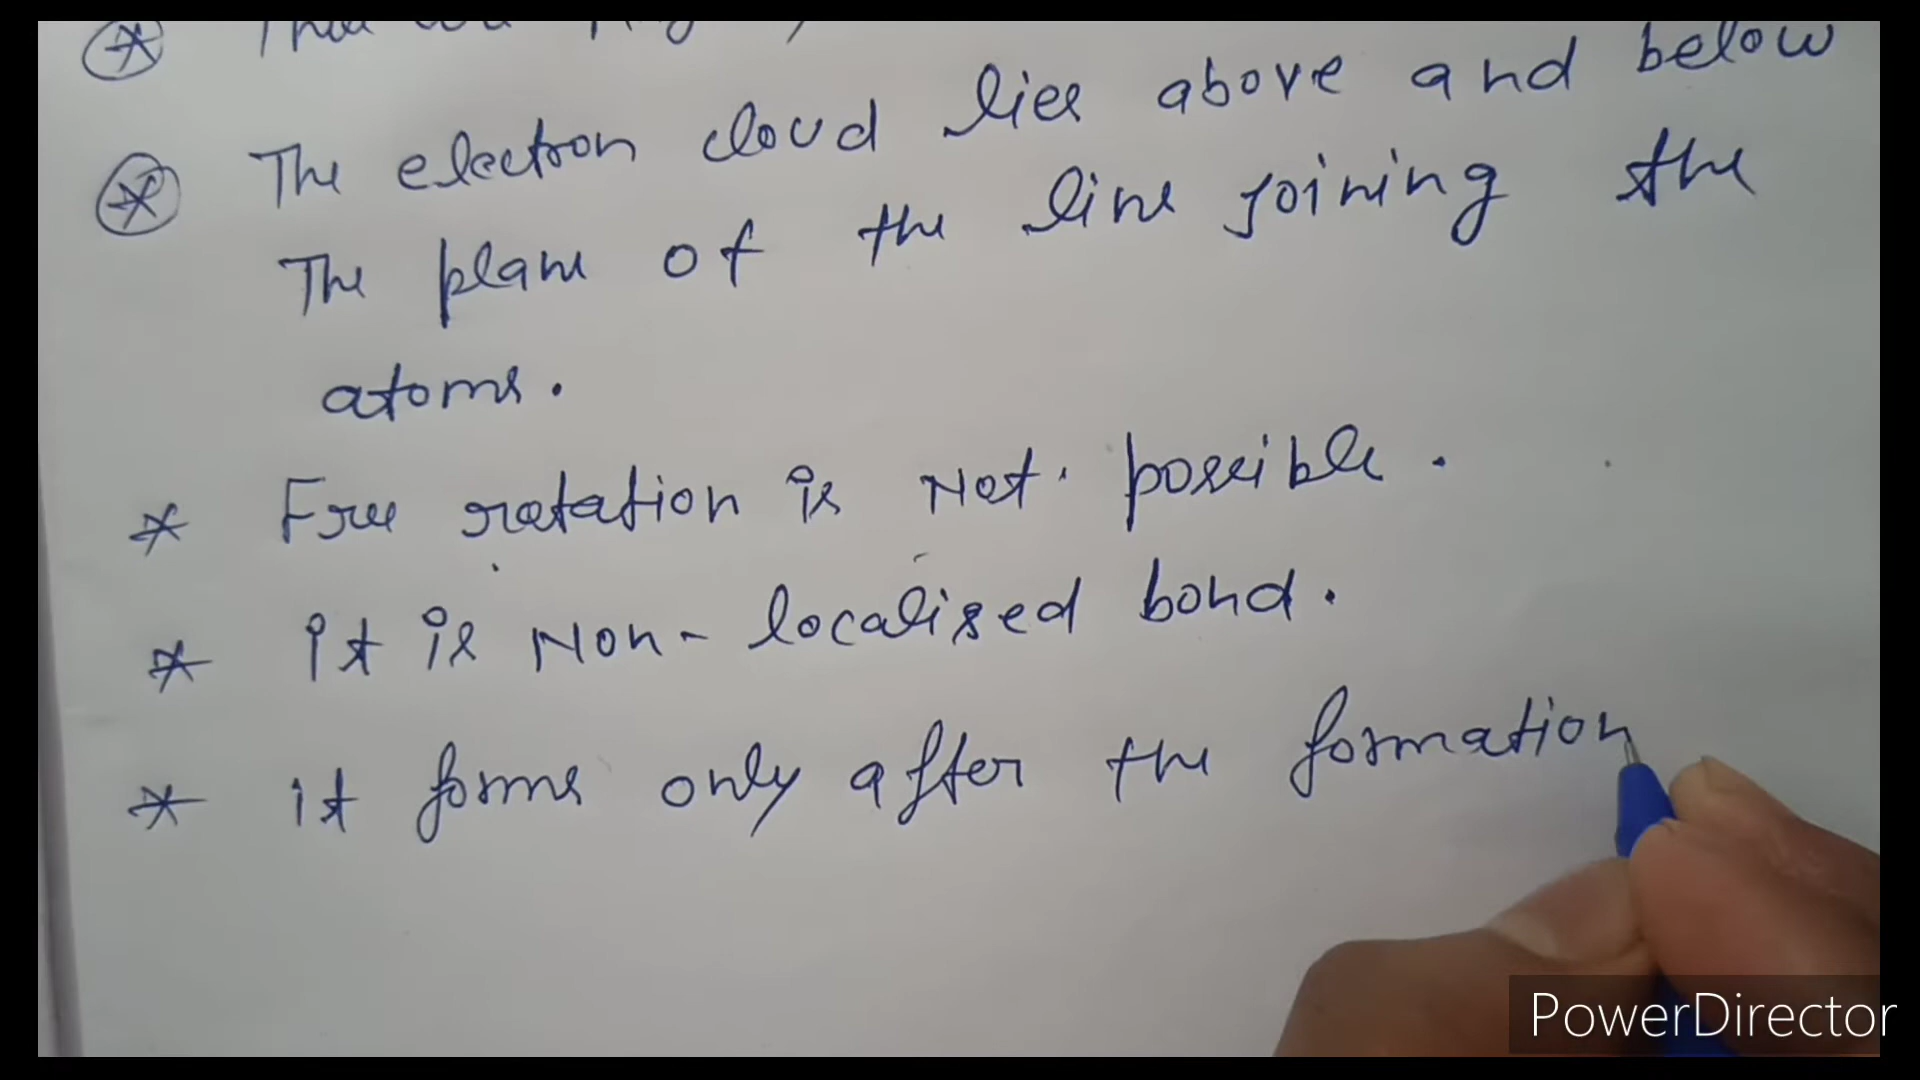 The electron cloud lies above and below
The plane of the line joining the
atoms.
* Free rotation is Not possible.
* it is Non-localized bond.
* it forms only after the formation
PowerDirector